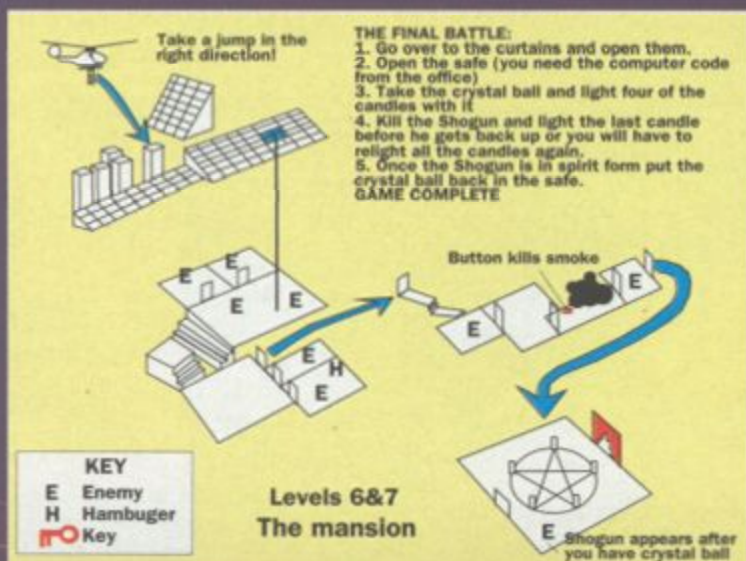 Take a jump in the
right direction!
THE FINAL BATTLE:
1. Go over to the curtains and open them.
2. Open the safe (you need the computer code
from the office)
3. Take the crystal ball and light four of the
candles with it
4. Kill the Shogun and light the last candle
before he gets back up or you will have to
relight all the candles again.
5. Once the Shogun is in spirit form put the
crystal ball back in the safe.
GAME COMPLETE
E
E
E
E
Button kills smoke
E
E
E
H
E
KEY
E Enemy
H Hambuger
Key
Levels 6&7
The mansion
E
Shogun appears after
you have crystal ball